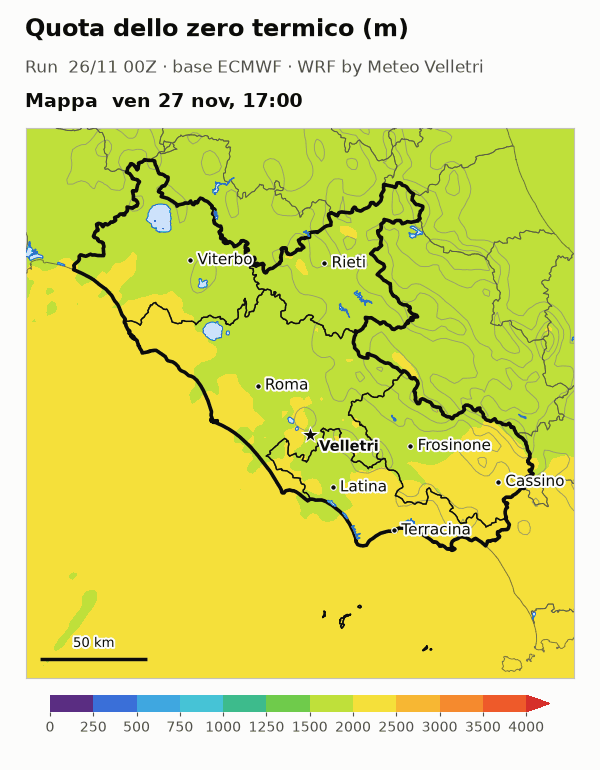 Quota dello zero termico (m)
Run  26/11 00Z · base ECMWF · WRF by Meteo Velletri
Mappa  ven 27 nov, 17:00
Viterbo
Rieti
Roma
Velletri
Frosinone
Cassino
Latina
Terracina
50 km
0 250 500 750 1000 1250 1500 2000 2500 3000 3500 4000